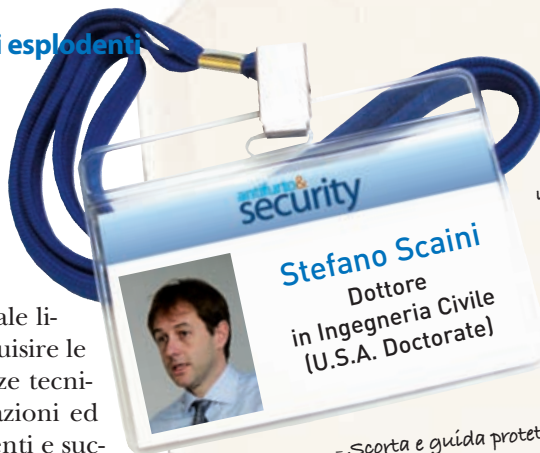 i esplodenti
antifurto&
security
Stefano Scaini
Dottore
in Ingegneria Civile
(U.S.A. Doctorate)
ale li-
uisire le
ze tecni-
azioni ed
enti e suc-
- Scorta e guida protet